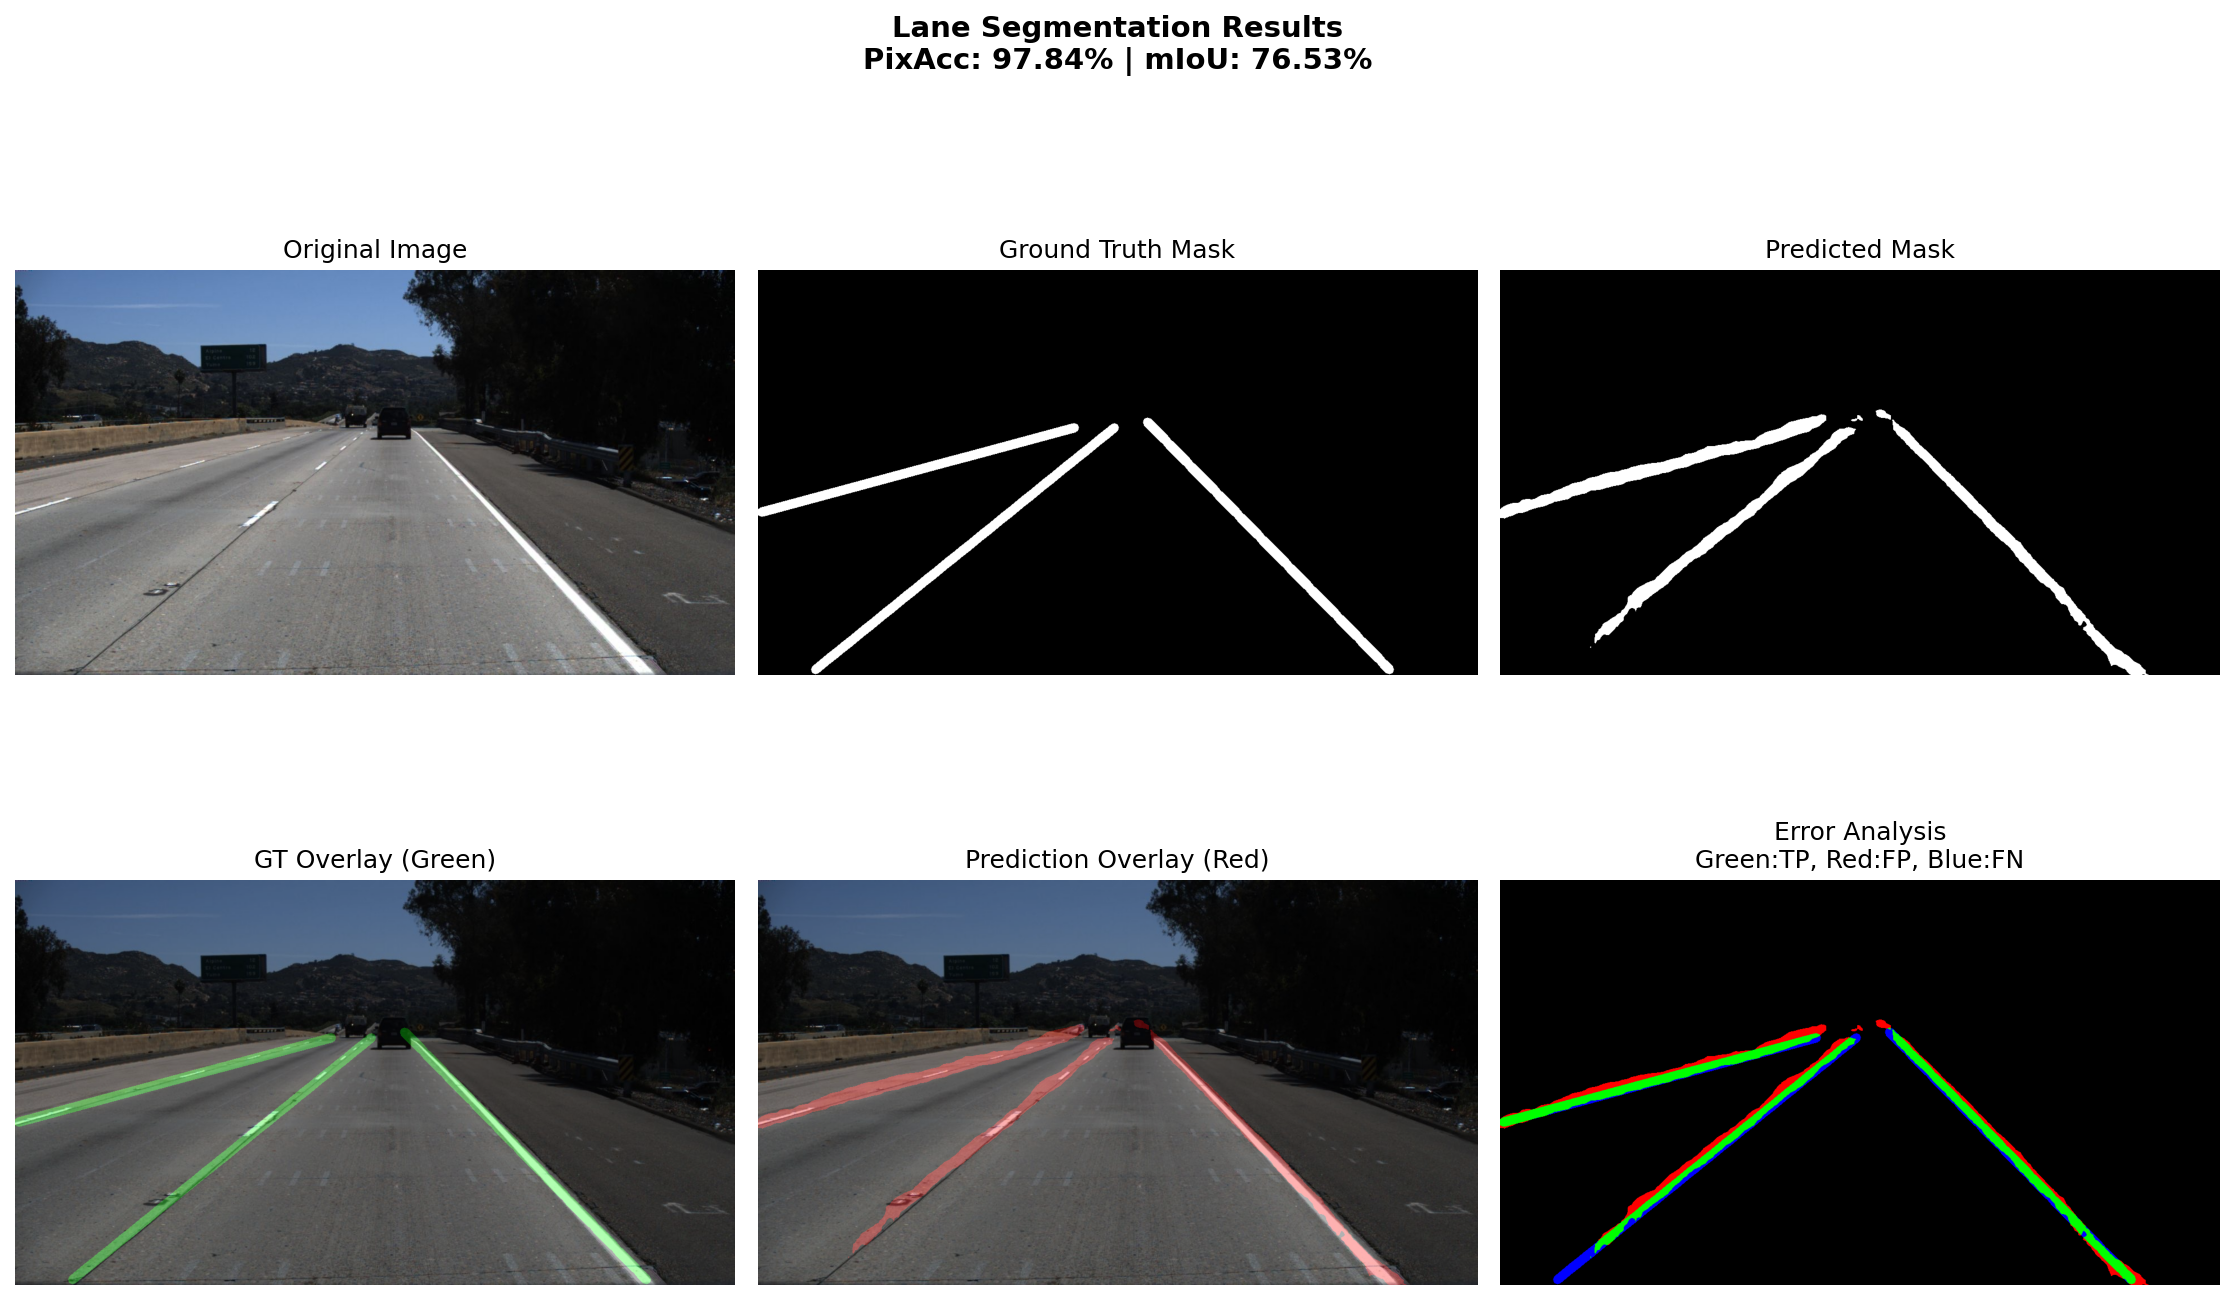 Lane Segmentation Results
PixAcc: 97.84% | mIoU: 76.53%
Original Image
Ground Truth Mask
Predicted Mask
GT Overlay (Green)
Prediction Overlay (Red)
Error Analysis
Green:TP, Red:FP, Blue:FN